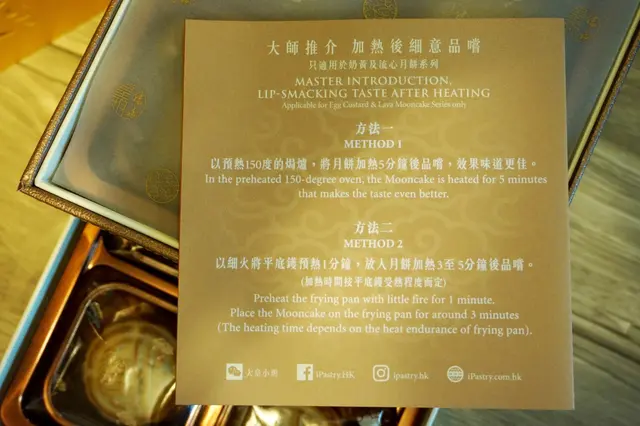 大師推介 加熱後細意品嚐
只適用於奶黃及流心月餅系列
MASTER INTRODUCTION,
LIP-SMACKING TASTE AFTER HEATING
Applicable for Egg Custard & Lava Mooncake Series only
方法一
METHOD 1
以預熱150度的焗爐，將月餅加熱5分鐘後品嚐，效果味道更佳。
In the preheated 150-degree oven, the Mooncake is heated for 5 minutes
that makes the taste even better.
方法二
METHOD 2
以細火將平底鑊預熱1分鐘，放入月餅加熱3至5分鐘後品嚐。
(加熱時間按平底鑊受熱程度而定)
Preheat the frying pan with little fire for 1 minute.
Place the Mooncake on the frying pan for around 3 minutes
(The heating time depends on the heat endurance of frying pan).
iPastry.HK
ipastry.hk
iPastry.com.hk